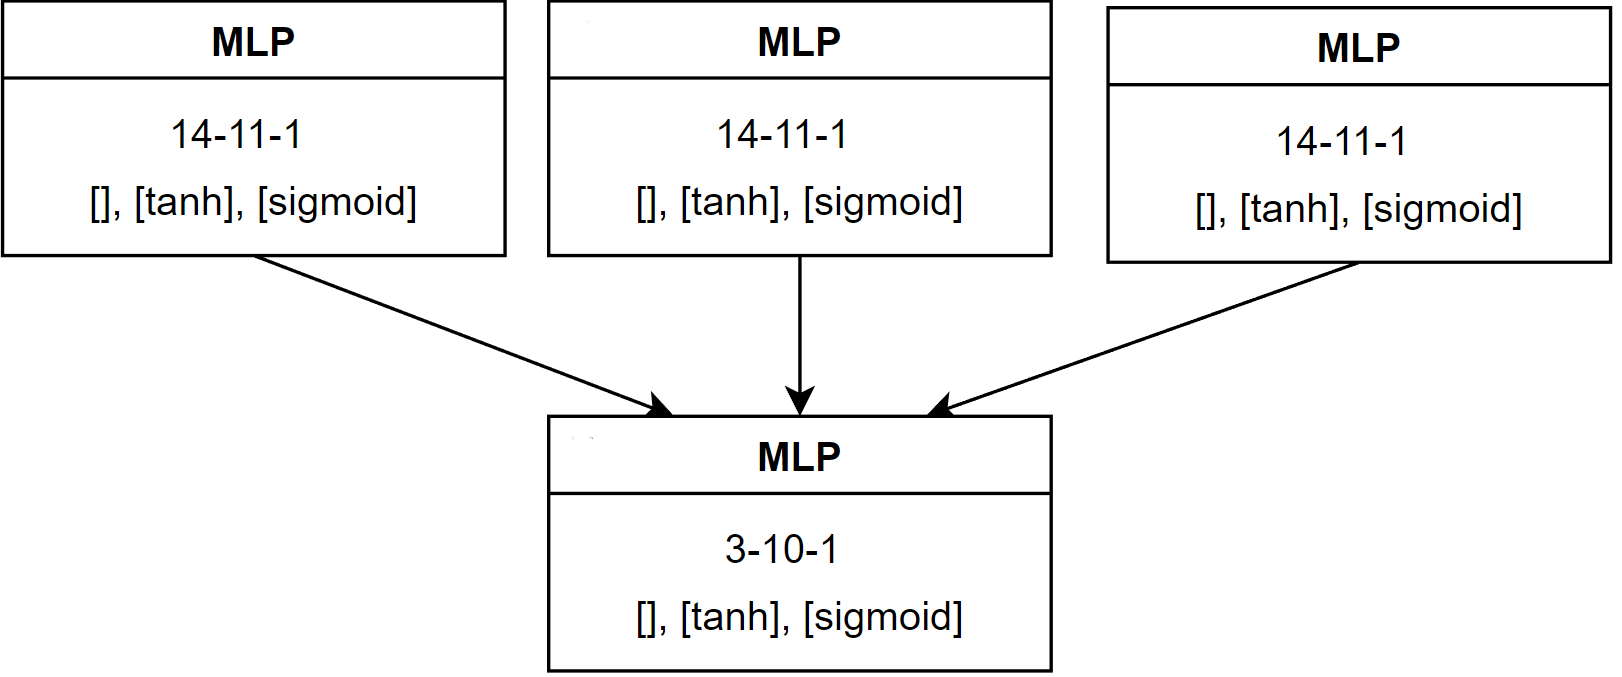 MLP
14-11-1
[], [tanh], [sigmoid]
MLP
14-11-1
[], [tanh], [sigmoid]
MLP
14-11-1
[], [tanh], [sigmoid]
MLP
3-10-1
[], [tanh], [sigmoid]